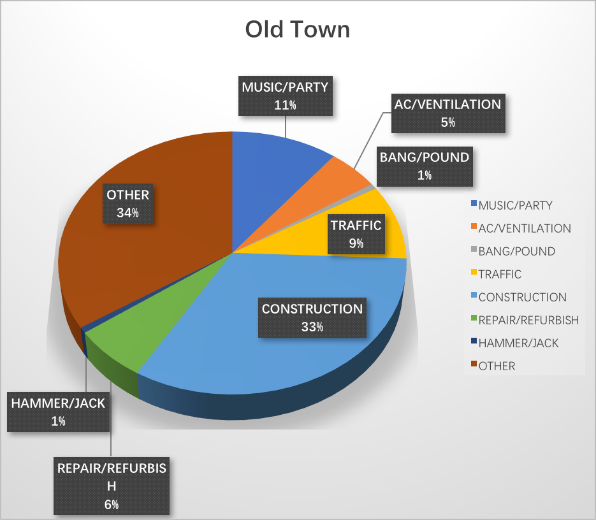 Old Town
MUSIC/PARTY
11%
AC/VENTILATION
5%
BANG/POUND
1%
OTHER
34%
TRAFFIC
9%
CONSTRUCTION
33%
HAMMER/JACK
1%
REPAIR/REFURBIS
H
6%
MUSIC/PARTY
AC/VENTILATION
BANG/POUND
TRAFFIC
CONSTRUCTION
REPAIR/REFURBISH
HAMMER/JACK
OTHER